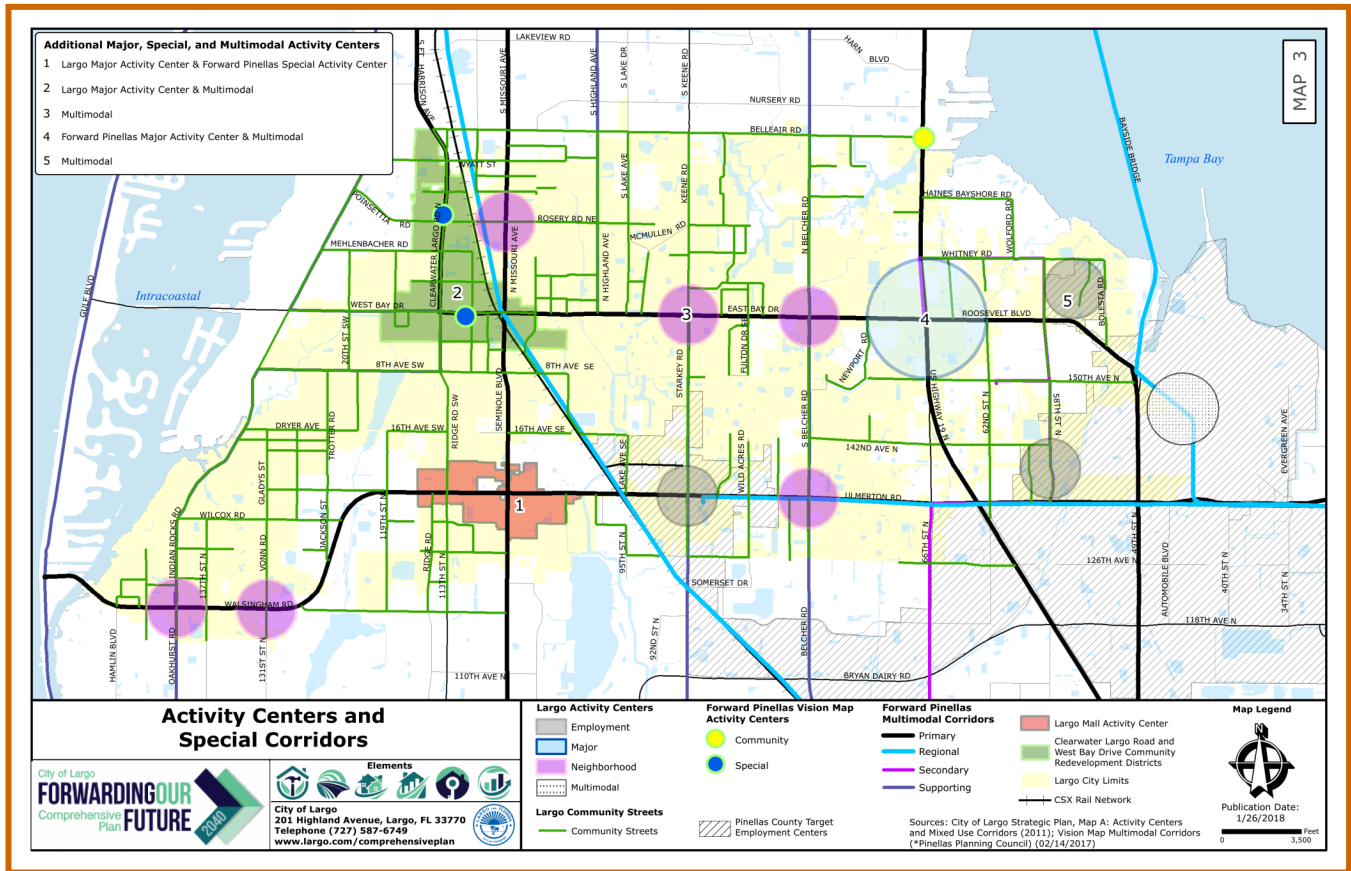 Additional Major, Special, and Multimodal Activity Centers
1 Largo Major Activity Center & Forward Pinellas Special Activity Center
2 Largo Major Activity Center & Multimodal
3 Multimodal
4 Forward Pinellas Major Activity Center & Multimodal
5 Multimodal
MAP 3
LAKEVIEW RD
HARN
BLVD
S FT. HARRISON AVE
S MISSOURI AVE
S HIGHLAND AVE
S LAKE DR
S KEENE RD
NURSERY RD
BELLEAIR RD
BAYSIDE BRIDGE
Tampa Bay
WYATT ST
S LAKE AVE
KEENE RD
HAINES BAYSHORE RD
POINSETTIA
RD
ROSERY RD NE
N BELCHER RD
WOLFORD RD
MCMULLEN RD
MEHLENBACHER RD
CLEARWATER LARGO RD N
N MISSOURI AVE
N HIGHLAND AVE
WHITNEY RD
GULF BLVD
Intracoastal
2
5
BOLESTA RD
WEST BAY DR
3
EAST BAY DR
4
ROOSEVELT BLVD
20TH ST SW
FULTON DR SE
NEWPORT RD
8TH AVE SW
8TH AVE SE
STARKEY RD
150TH AVE N
US HIGHWAY 19 N
SEMINOLE BLVD
RIDGE RD SW
62ND ST N
58TH ST N
TROTTER RD
DRYER AVE
16TH AVE SW
16TH AVE SE
S BELCHER RD
EVERGREEN AVE
142ND AVE N
LAKE AVE SE
WILD ACRES RD
GLADYS ST
1
ULMERTON RD
119TH ST N
WILCOX RD
JACKSON ST
INDIAN ROCKS RD
VONN RD
RIDGE RD
113TH ST N
95TH ST N
66TH ST N
49TH ST N
126TH AVE N
AUTOMOBILE BLVD
40TH ST N
34TH ST N
137TH ST N
SOMERSET DR
WALSINGHAM RD
118TH AVE N
HAMLIN BLVD
OAKHURST RD
131ST ST N
92ND ST N
BELCHER RD
110TH AVE N
BRYAN DAIRY RD
Activity Centers and
Special Corridors
City of Largo
FORWARDING OUR
Comprehensive
Plan FUTURE
2040
Elements
City of Largo
201 Highland Avenue, Largo, FL 33770
Telephone (727) 587-6749
www.largo.com/comprehensiveplan
Largo Activity Centers
Employment
Major
Neighborhood
Multimodal
Largo Community Streets
Community Streets
Forward Pinellas Vision Map
Activity Centers
Community
Special
Pinellas County Target
Employment Centers
Forward Pinellas
Multimodal Corridors
Primary
Regional
Secondary
Supporting
Largo Mall Activity Center
Clearwater Largo Road and
West Bay Drive Community
Redevelopment Districts
Largo City Limits
CSX Rail Network
Sources: City of Largo Strategic Plan, Map A: Activity Centers
and Mixed Use Corridors (2011); Vision Map Multimodal Corridors
(*Pinellas Planning Council) (02/14/2017)
Map Legend
N
Publication Date:
1/26/2018
Feet
0 3,500